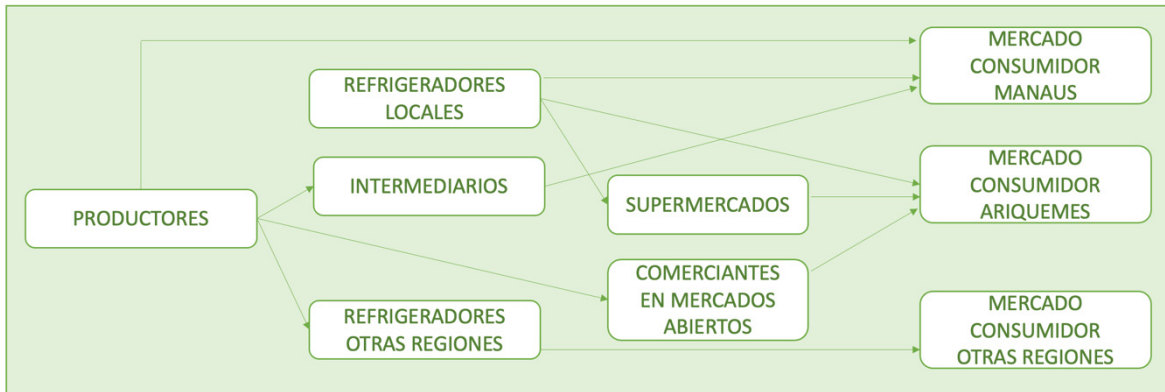 PRODUCTORES
REFRIGERADORES
LOCALES
INTERMEDIARIOS
REFRIGERADORES
OTRAS REGIONES
SUPERMERCADOS
COMERCIANTES
EN MERCADOS
ABIERTOS
MERCADO
CONSUMIDOR
MANAUS
MERCADO
CONSUMIDOR
ARIQUEMES
MERCADO
CONSUMIDOR
OTRAS REGIONES